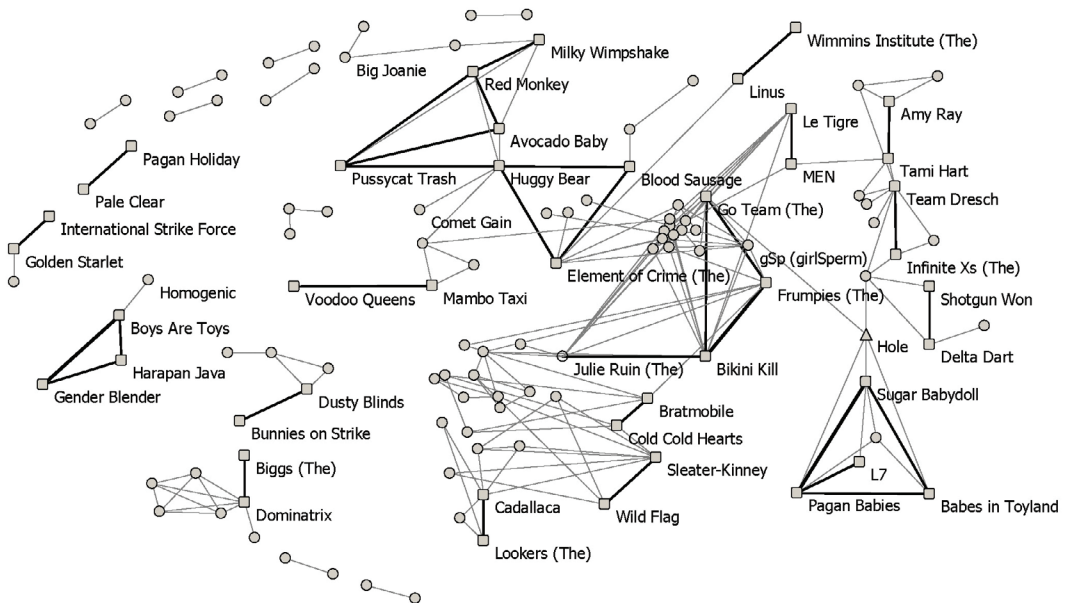 Wimmins Institute (The)
Milky Wimpshake
Big Joanie
Red Monkey
Linus
Amy Ray
Le Tigre
Avocado Baby
Pagan Holiday
Tami Hart
MEN
Pussycat Trash
Huggy Bear
Blood Sausage
Pale Clear
Team Dresch
Go Team (The)
Comet Gain
International Strike Force
gSp (girlSperm)
Golden Starlet
Element of Crime (The)
Infinite Xs (The)
Homogenic
Voodoo Queens
Mambo Taxi
Frumpies (The)
Shotgun Won
Boys Are Toys
Hole
Delta Dart
Harapan Java
Julie Ruin (The)
Bikini Kill
Gender Blender
Dusty Blinds
Sugar Babydoll
Bratmobile
Bunnies on Strike
Cold Cold Hearts
Biggs (The)
Sleater-Kinney
L7
Pagan Babies
Babes in Toyland
Cadallaca
Wild Flag
Dominatrix
Lookers (The)